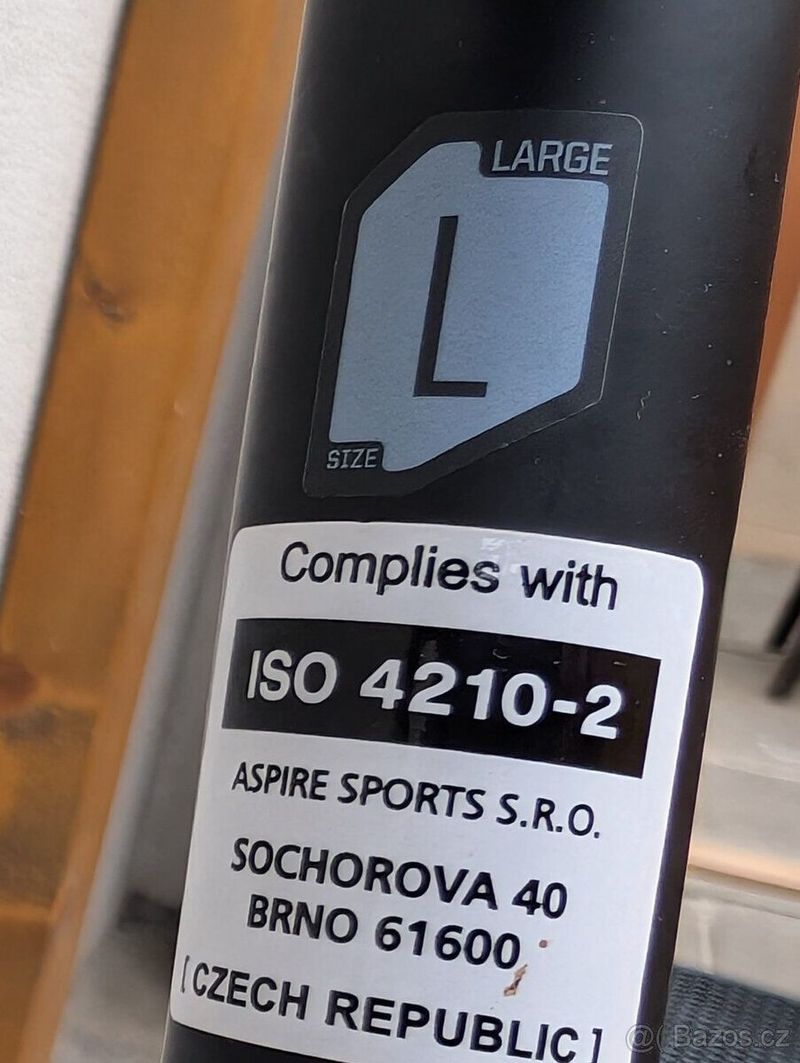 LARGE
L
SIZE
Complies with
ISO 4210-2
ASPIRE SPORTS S.R.O.
SOCHOROVA 40
BRNO 61600
[CZECH REPUBLIC]
@( Bazos.cz